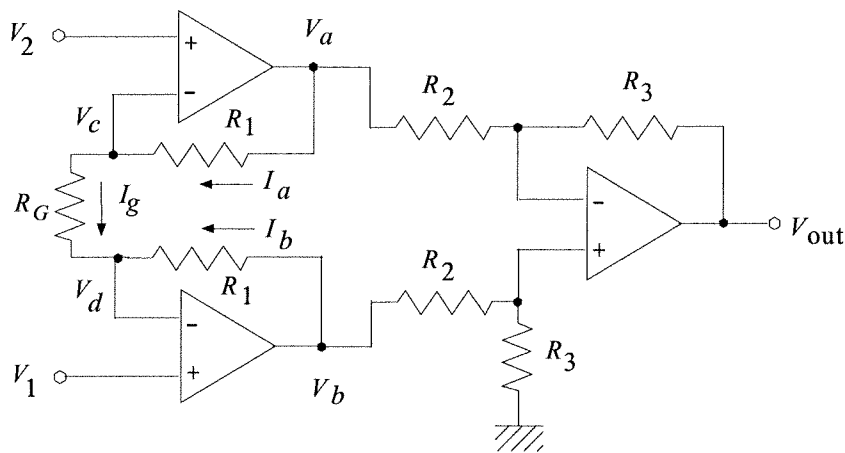 V2
Va
R2
R3
Vc
R1
Ia
RG
Ig
Ib
Vout
R2
R1
Vd
R3
V1
Vb
+
-
-
+
-
+